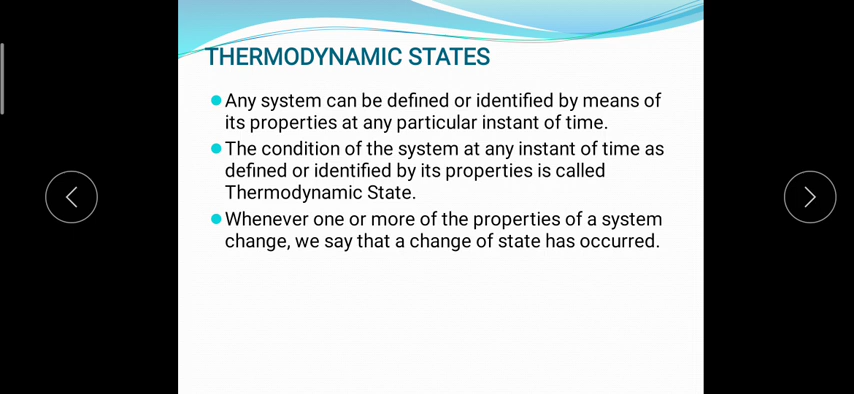 THERMODYNAMIC STATES
Any system can be defined or identified by means of
its properties at any particular instant of time.
The condition of the system at any instant of time as
defined or identified by its properties is called
Thermodynamic State.
Whenever one or more of the properties of a system
change, we say that a change of state has occurred.